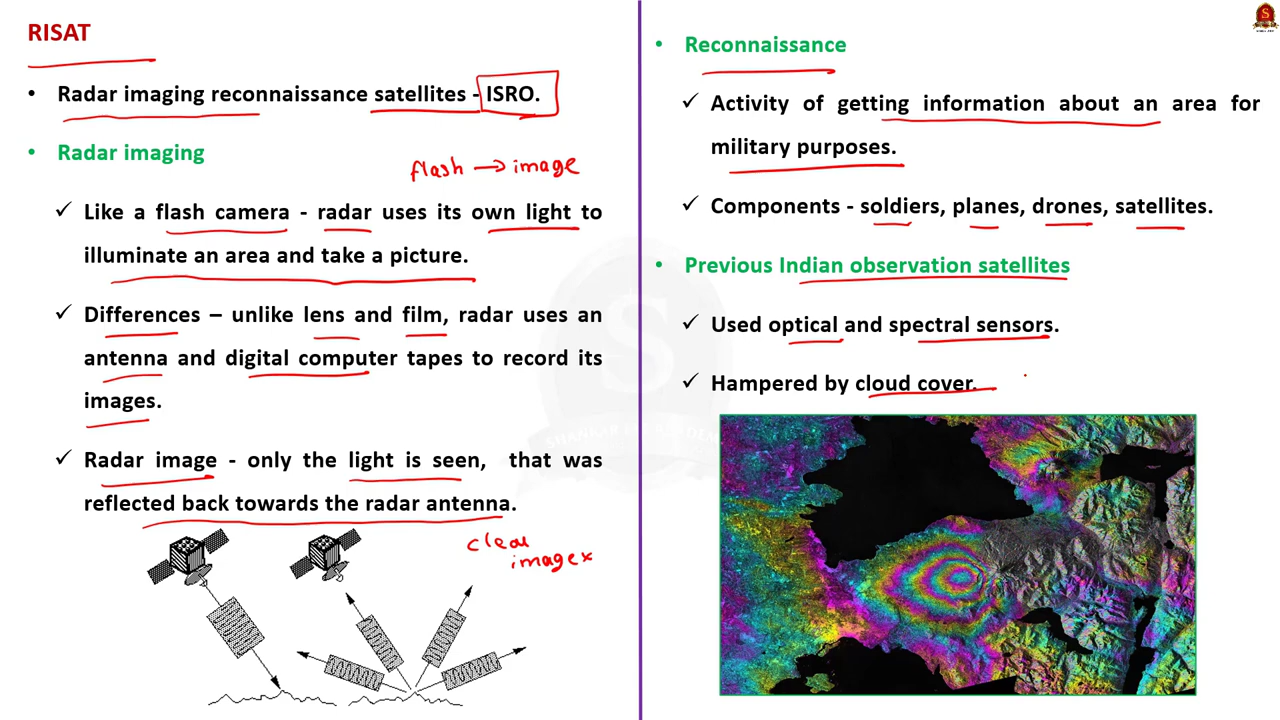 RISAT
• Radar imaging reconnaissance satellites - ISRO.
• Radar imaging
flash → image
✓ Like a flash camera - radar uses its own light to
illuminate an area and take a picture.
✓ Differences – unlike lens and film, radar uses an
antenna and digital computer tapes to record its
images.
✓ Radar image - only the light is seen, that was
reflected back towards the radar antenna.
clear
image×
• Reconnaissance
✓ Activity of getting information about an area for
military purposes.
✓ Components - soldiers, planes, drones, satellites.
• Previous Indian observation satellites
✓ Used optical and spectral sensors.
✓ Hampered by cloud cover.